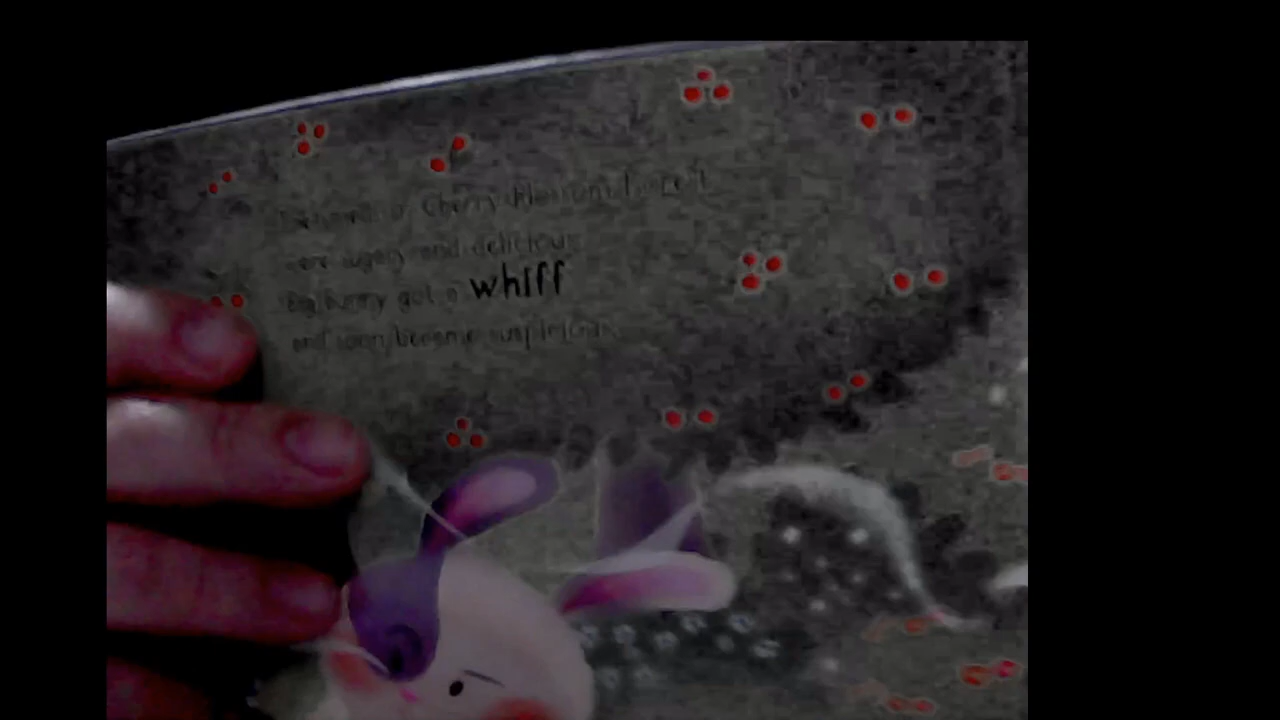 Cherry Blossom Forest
were sugary and delicious
Big Bunny got a whiff
and soon became suspicious